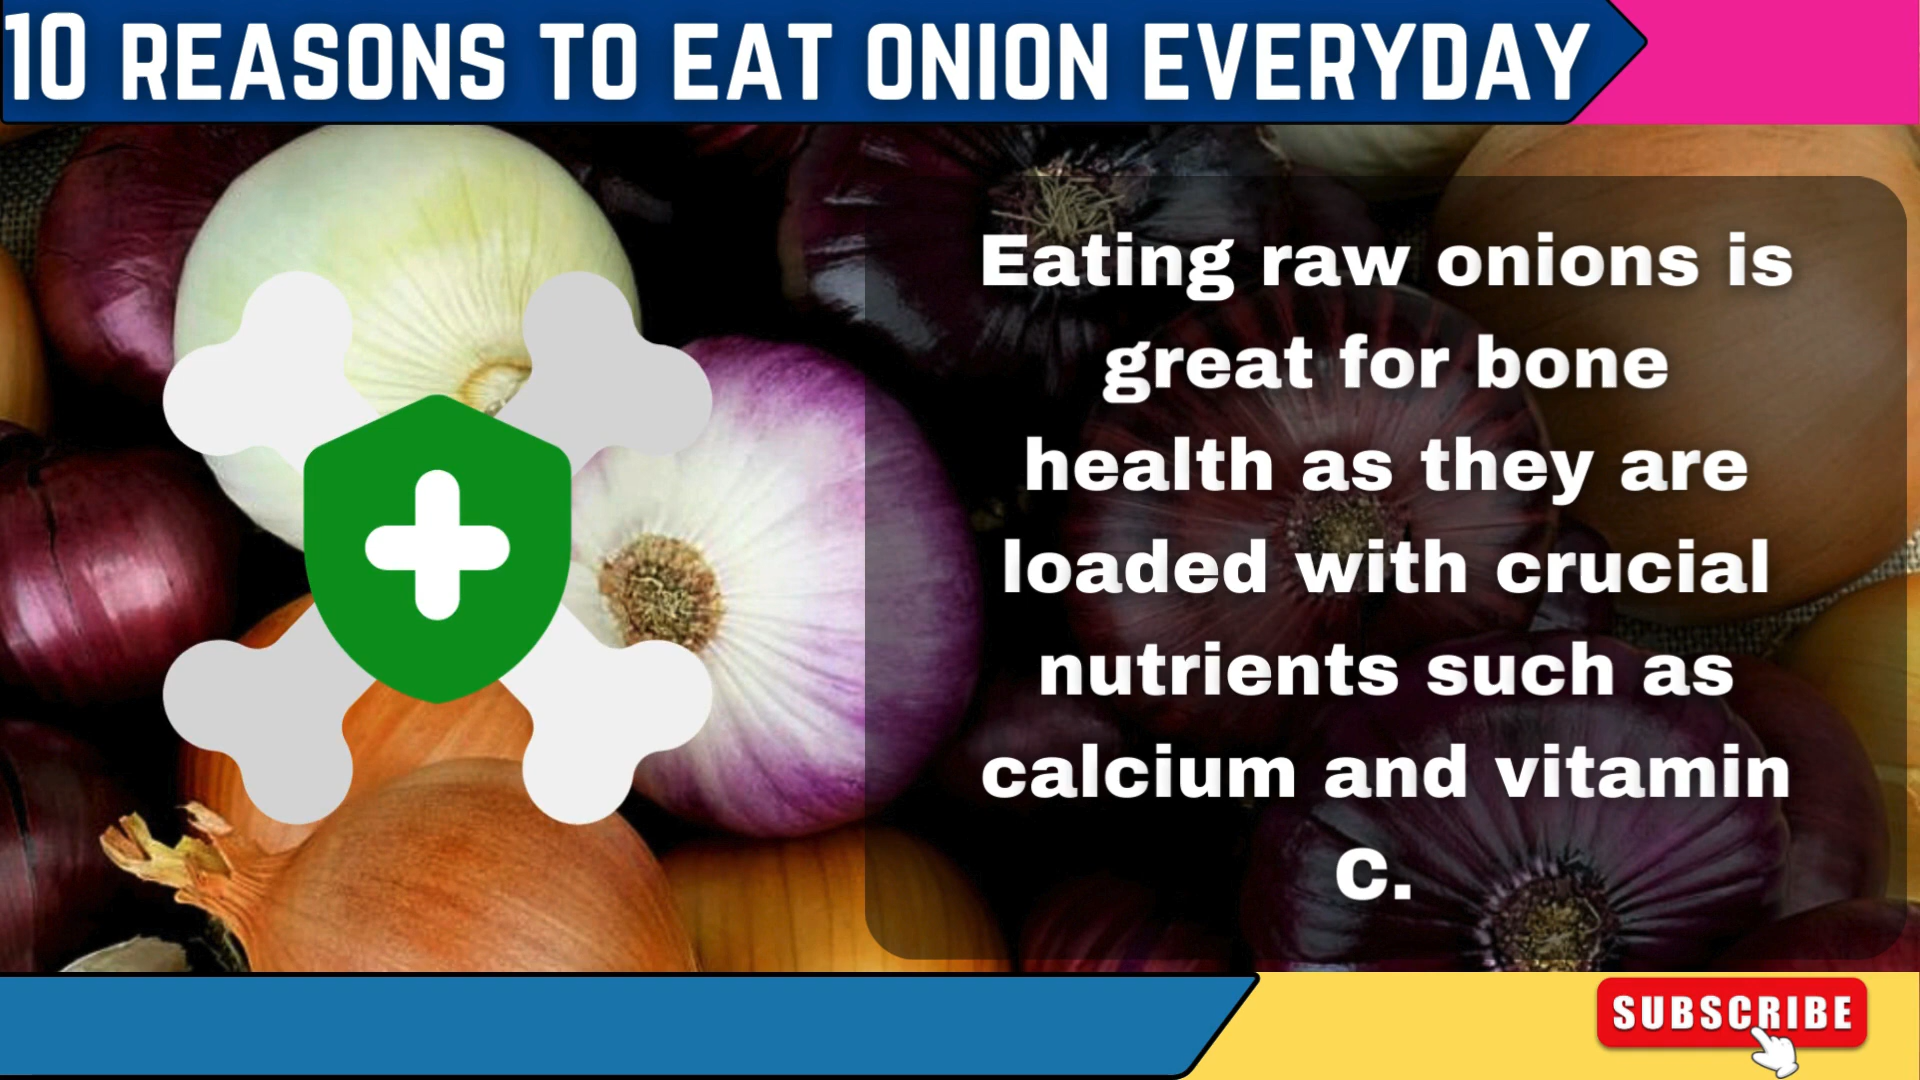 10 REASONS TO EAT ONION EVERYDAY
Eating raw onions is
great for bone
health as they are
loaded with crucial
nutrients such as
calcium and vitamin
C.
SUBSCRIBE